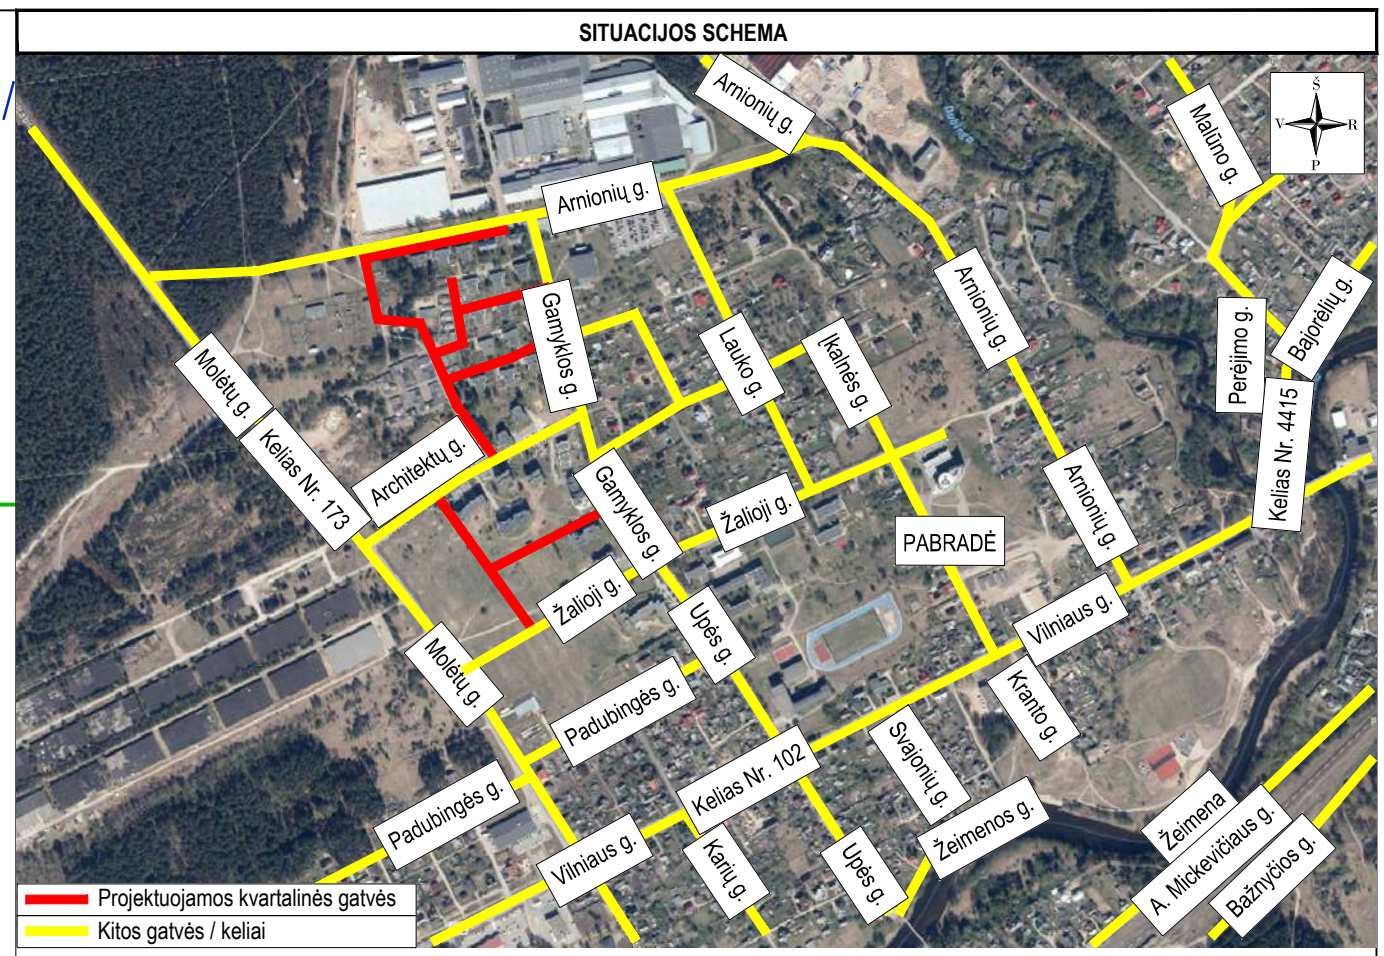 SITUACIJOS SCHEMA
Arnionių g.
Malūno g.
Š
V
R
P
Arnionių g.
Arnionių g.
Gamyklos g.
Lauko g.
Įkalnės g.
Perėjimo g.
Bajorėlių g.
Molėtų g.
Kelias Nr. 173
Architektų g.
Kelias Nr. 4415
Gamyklos g.
Žalioji g.
Arnionių g.
PABRADĖ
Žalioji g.
Upės g.
Vilniaus g.
Molėtų g.
Padubingės g.
Kranto g.
Svajonių g.
Kelias Nr. 102
Padubingės g.
Žeimena
Žeimenos g.
A. Mickevičiaus g.
Vilniaus g.
Karių g.
Upės g.
Bažnyčios g.
Projektuojamos kvartalinės gatvės
Kitos gatvės / keliai